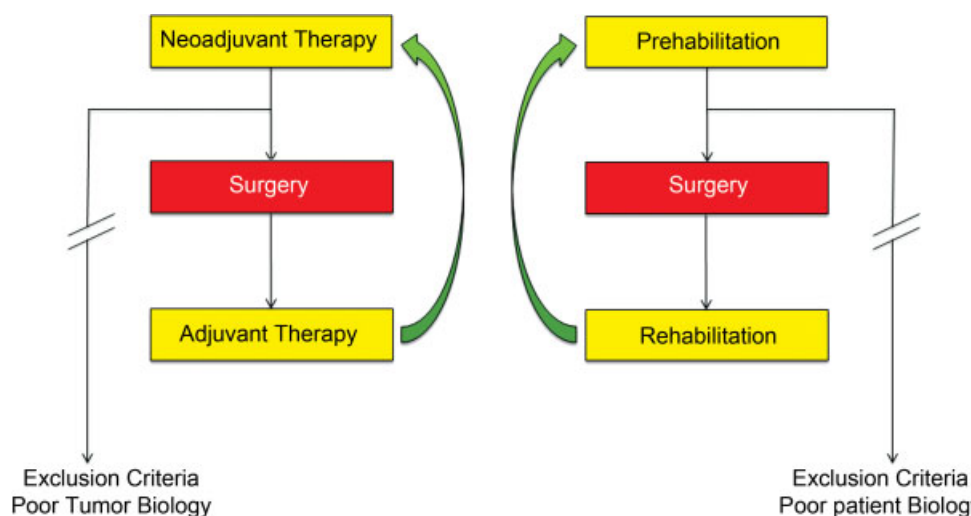 Neoadjuvant Therapy
Surgery
Adjuvant Therapy
Exclusion Criteria
Poor Tumor Biology
Prehabilitation
Surgery
Rehabilitation
Exclusion Criteria
Poor patient Biolog